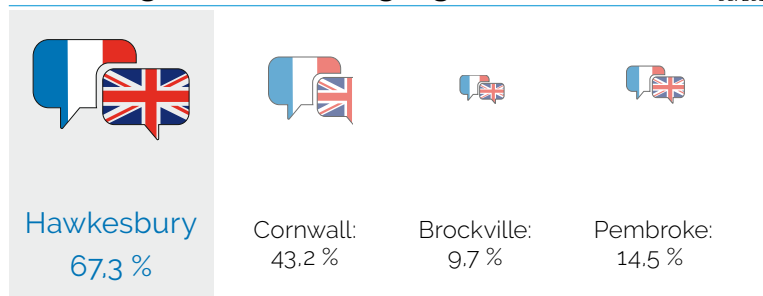 Hawkesbury
67,3 %
Cornwall:
43,2 %
Brockville:
9,7 %
Pembroke:
14,5 %